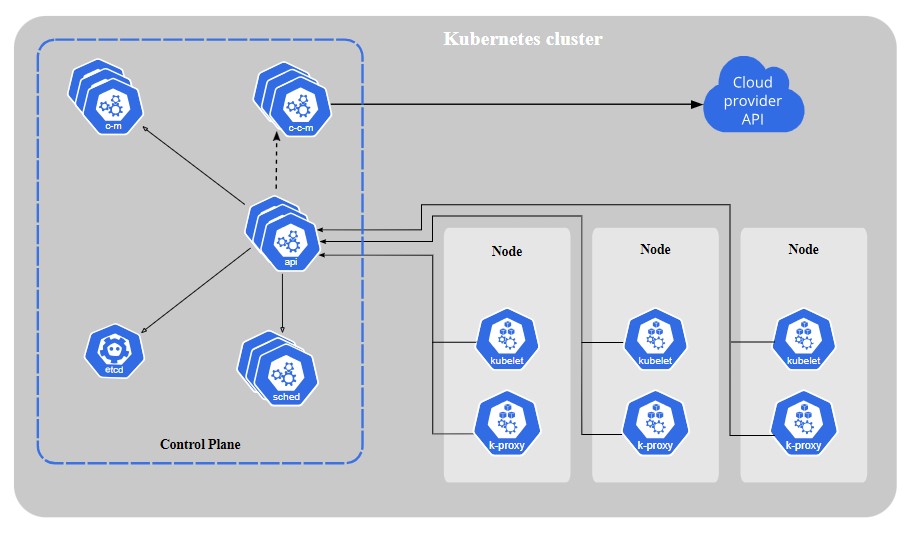 Kubernetes cluster
c-m
c-c-m
Cloud
provider
API
api
etcd
sched
Control Plane
Node
kubelet
k-proxy
Node
kubelet
k-proxy
Node
kubelet
k-proxy